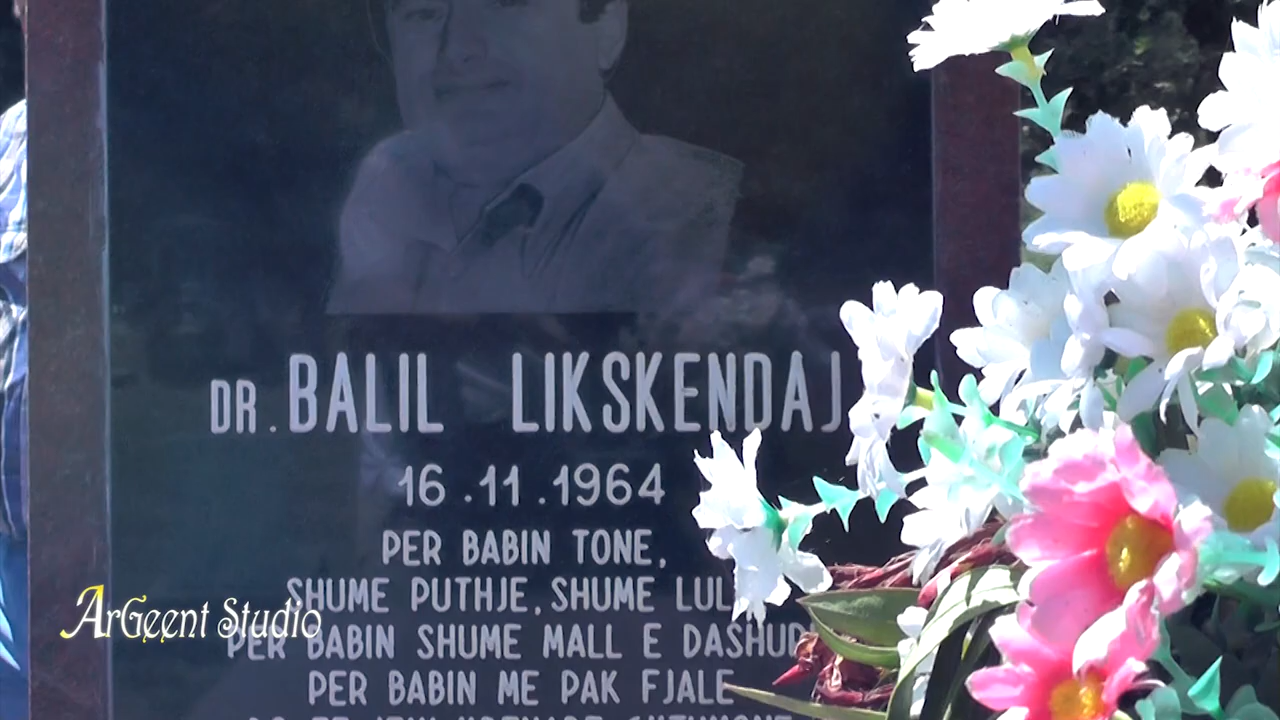 DR. BALIL LIKSKENDAJ
16.11.1964
PER BABIN TONE,
SHUME PUTHJE, SHUME LUL
PER BABIN SHUME MALL E DASHUR
PER BABIN ME PAK FJALE
ArGeent Studio